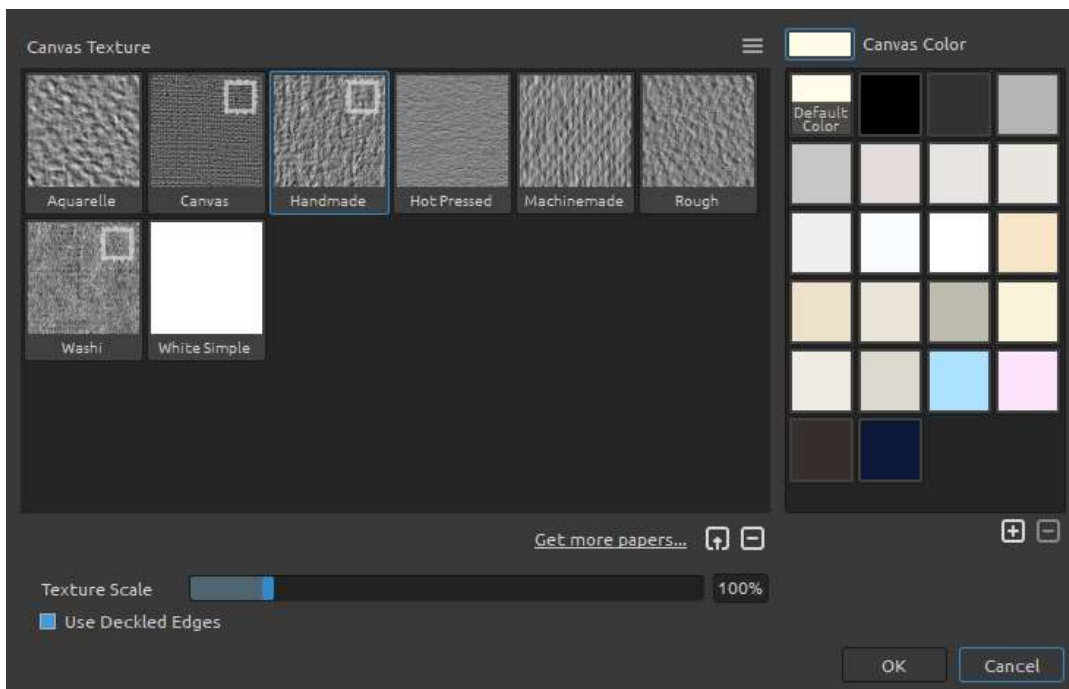 Canvas Texture
Canvas Color
Default
Color
Aquarelle
Canvas
Handmade
Hot Pressed
Machinemade
Rough
Washi
White Simple
Get more papers...
Texture Scale
100%
Use Deckled Edges
OK
Cancel